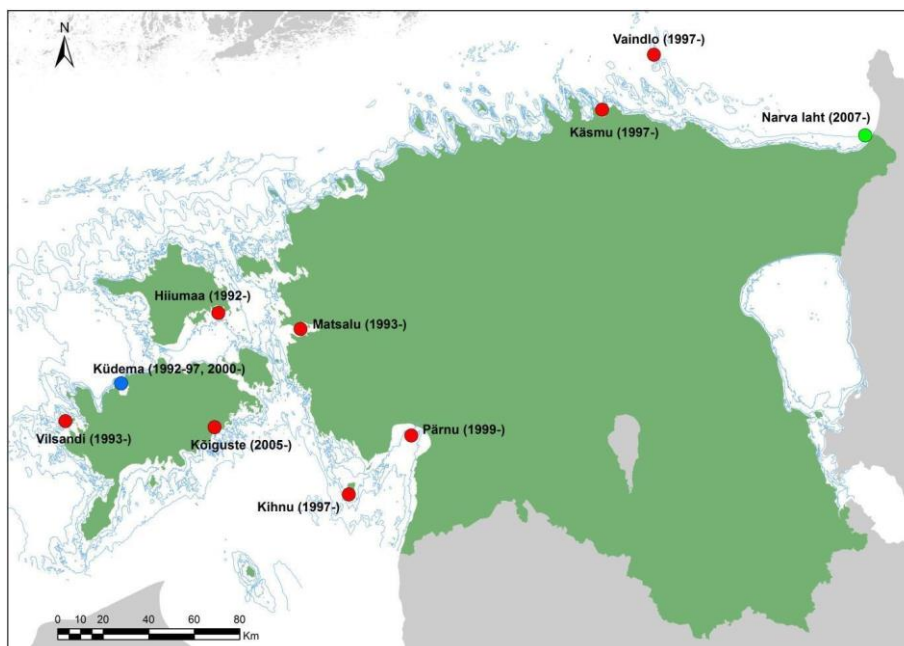 N
Vaindlo (1997-)
Narva laht (2007-)
Käsmu (1997-)
Hiiumaa (1992-)
Matsalu (1993-)
Küdema (1992-97, 2000-)
Vilsandi (1993-)
Kõiguste (2005-)
Pärnu (1999-)
Kihnu (1997-)
0 10 20 40 60 80
Km